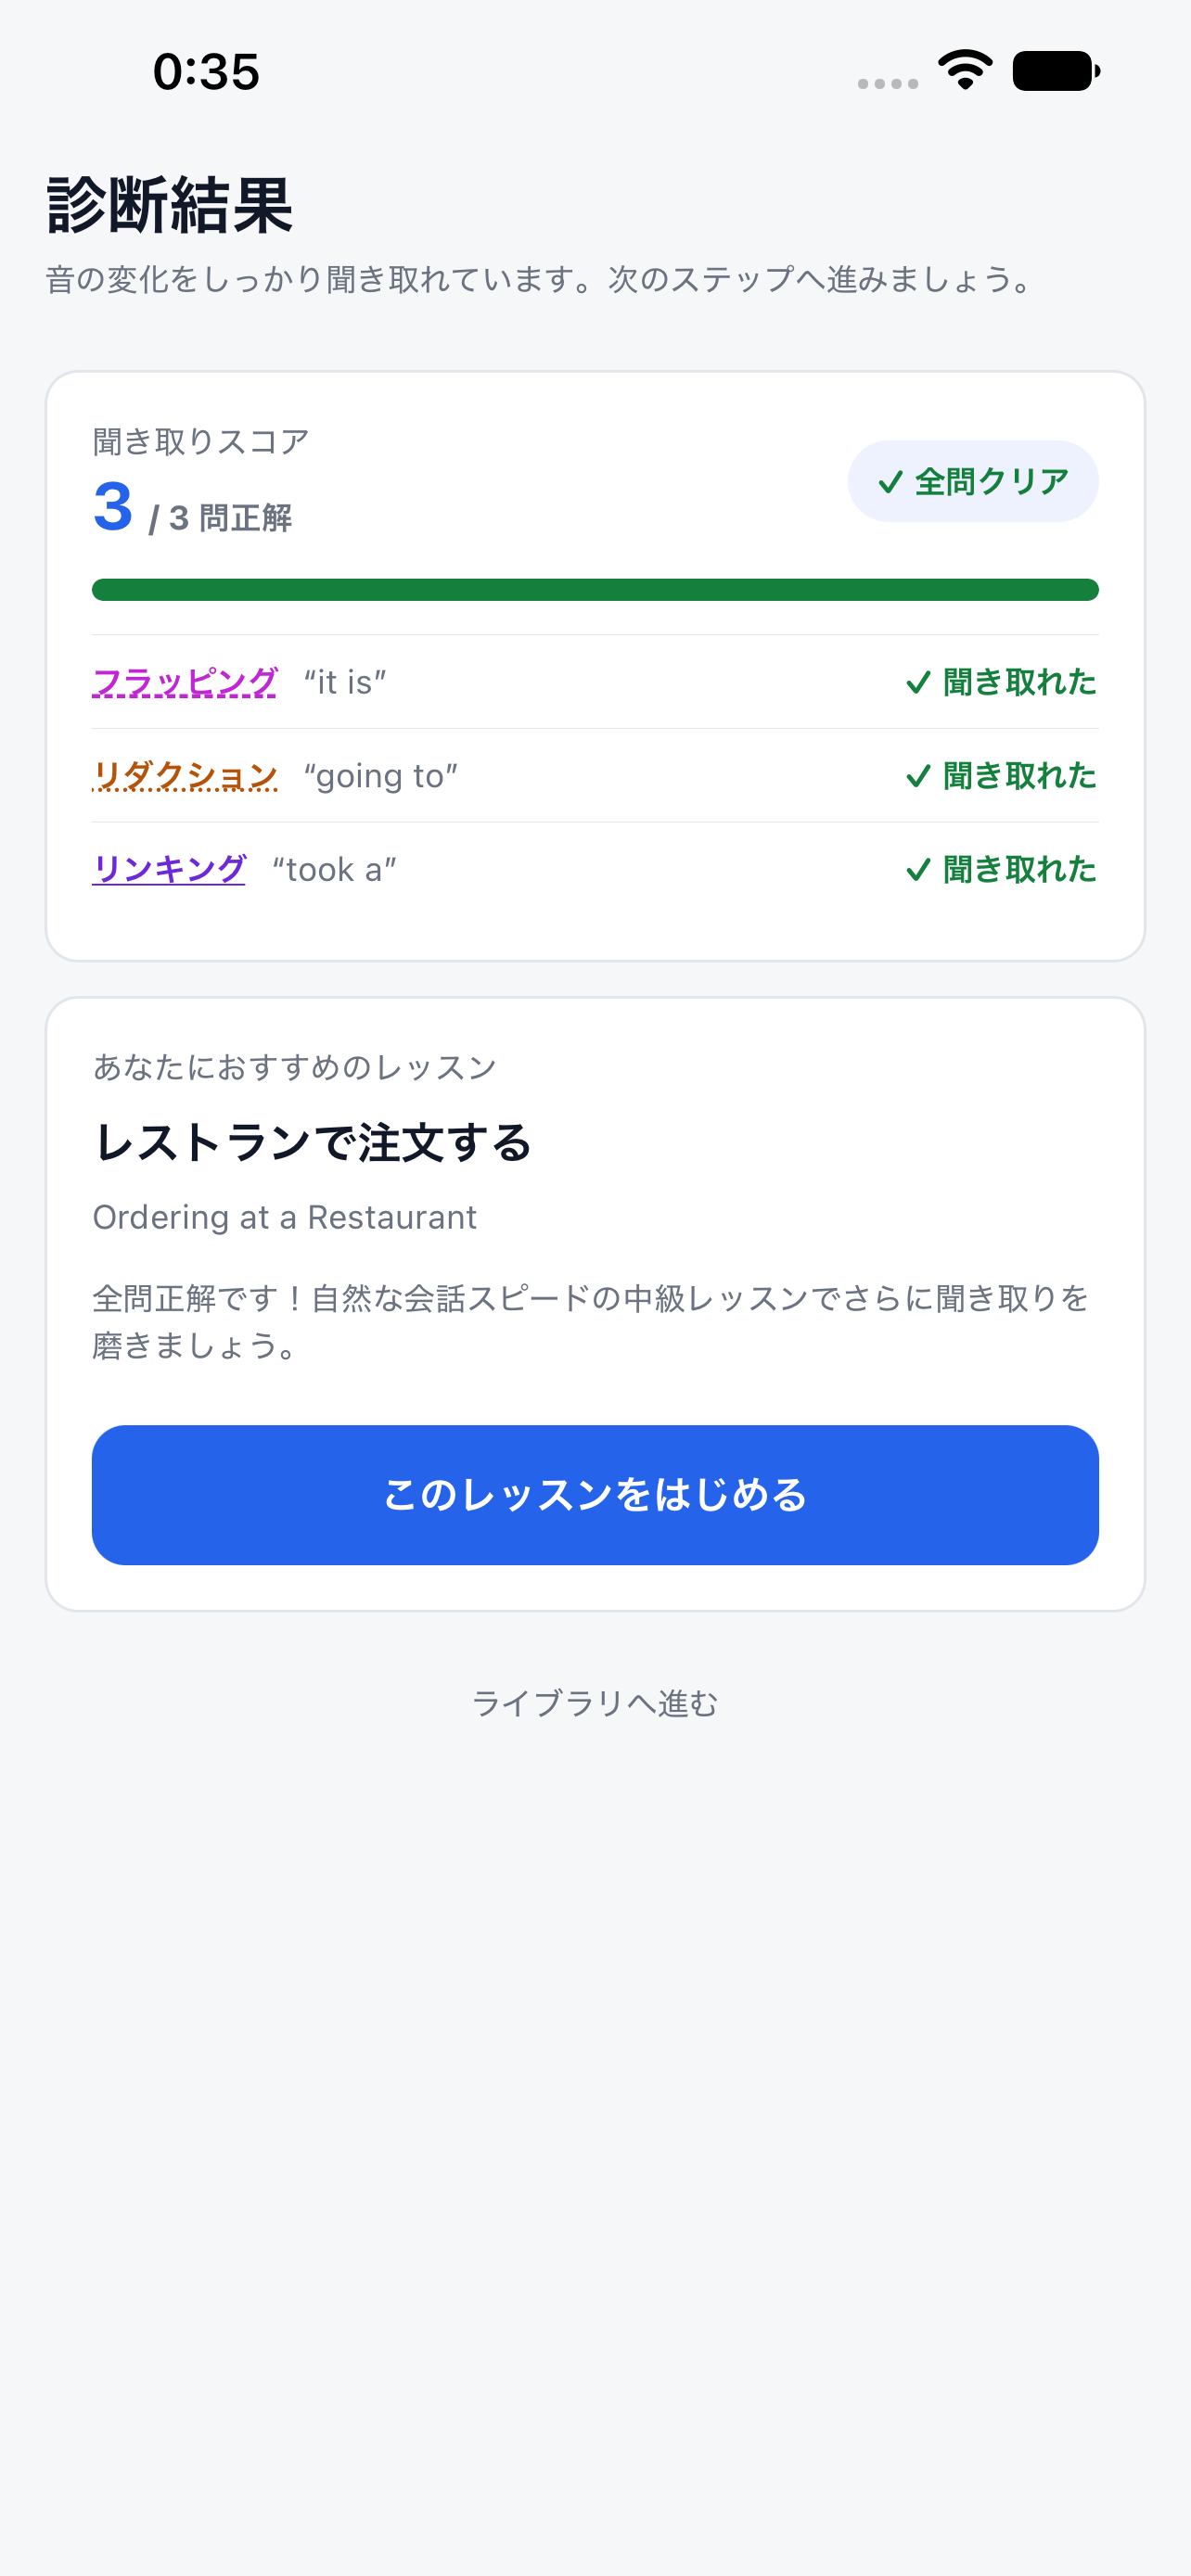 0:35
診断結果
音の変化をしっかり聞き取れています。次のステップへ進みましょう。
聞き取りスコア
3 / 3 問正解
✓ 全問クリア
フラッピング “it is” ✓ 聞き取れた
リダクション “going to” ✓ 聞き取れた
リンキング “took a” ✓ 聞き取れた
あなたにおすすめのレッスン
レストランで注文する
Ordering at a Restaurant
全問正解です！自然な会話スピードの中級レッスンでさらに聞き取りを
磨きましょう。
このレッスンをはじめる
ライブラリへ進む